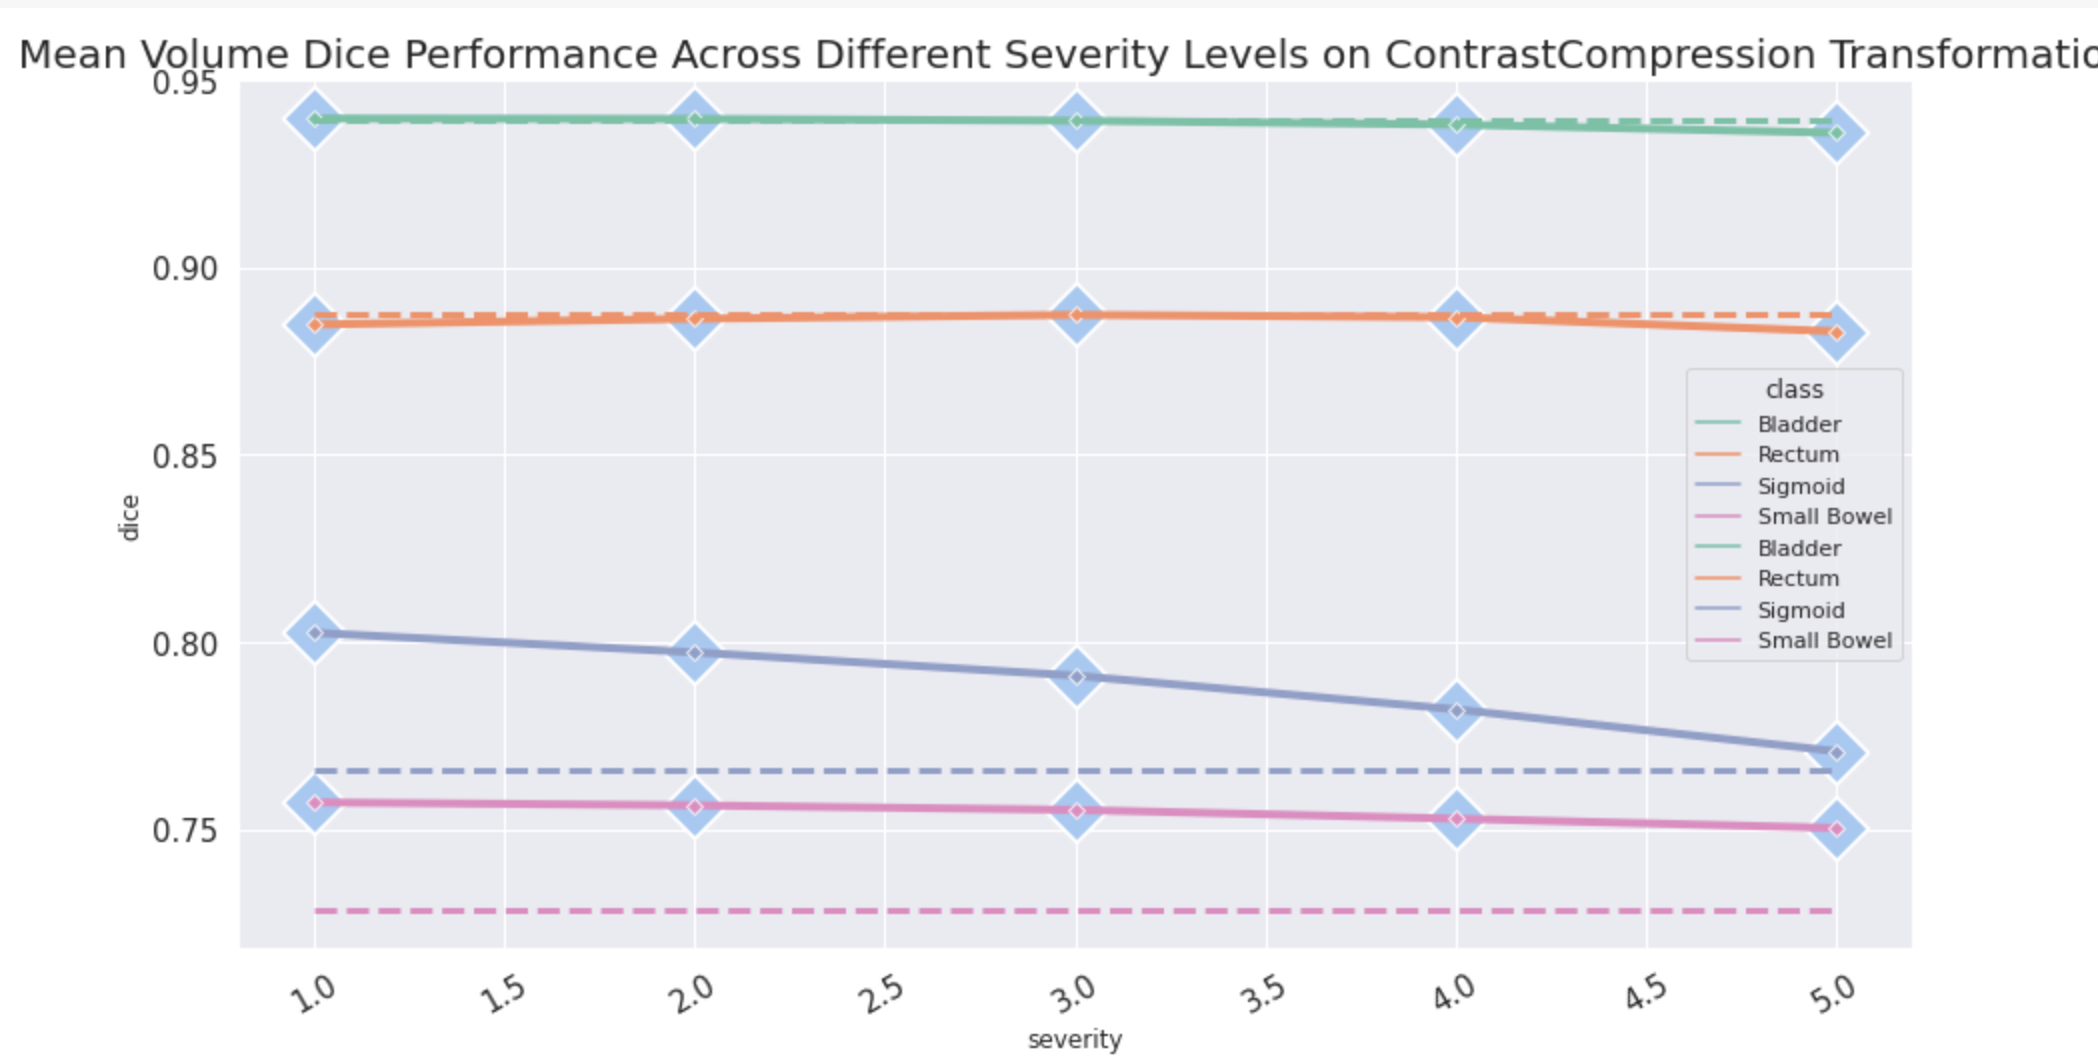 Mean Volume Dice Performance Across Different Severity Levels on ContrastCompression Transformatio
0.95
0.90
0.85
0.80
0.75
dice
class
Bladder
Rectum
Sigmoid
Small Bowel
Bladder
Rectum
Sigmoid
Small Bowel
1.0 1.5 2.0 2.5 3.0 3.5 4.0 4.5 5.0
severity